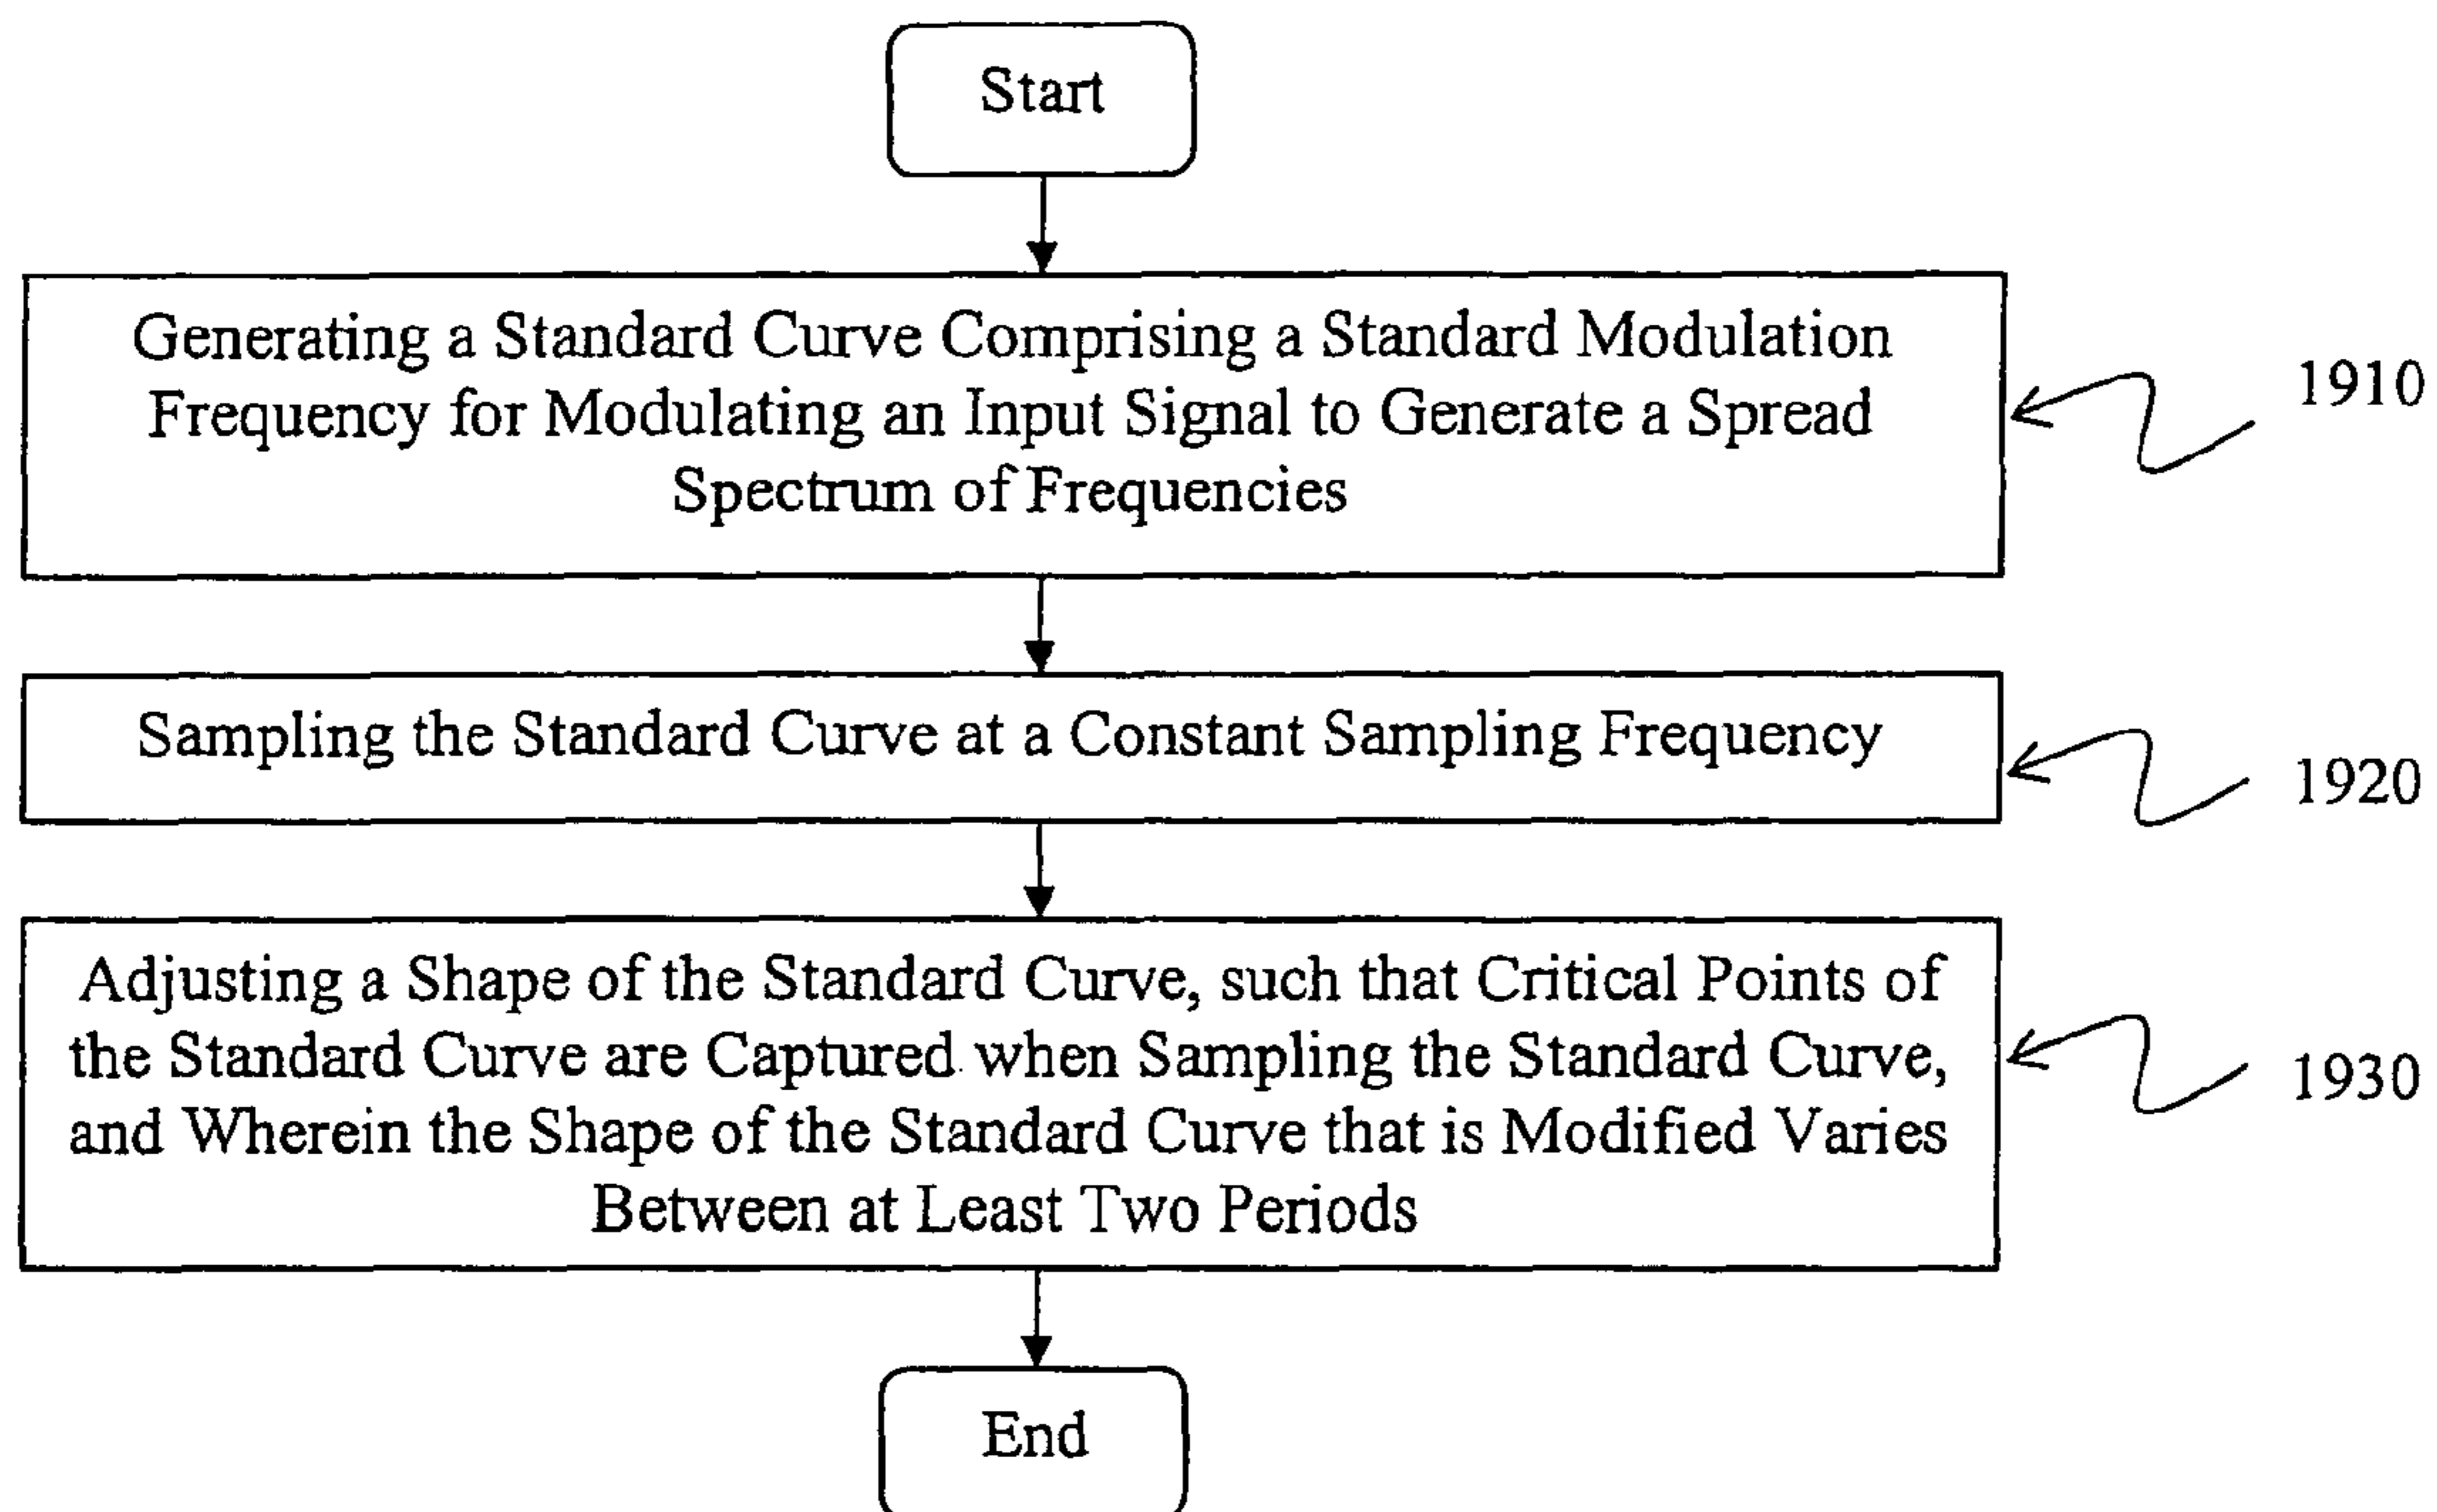 Start
Generating a Standard Curve Comprising a Standard Modulation
Frequency for Modulating an Input Signal to Generate a Spread
Spectrum of Frequencies
1910
Sampling the Standard Curve at a Constant Sampling Frequency
1920
Adjusting a Shape of the Standard Curve, such that Critical Points of
the Standard Curve are Captured when Sampling the Standard Curve,
and Wherein the Shape of the Standard Curve that is Modified Varies
Between at Least Two Periods
1930
End